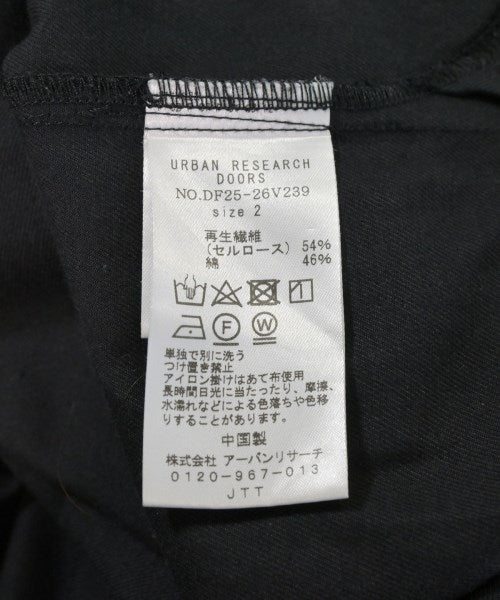 URBAN RESEARCH
DOORS
NO.DF25-26V239
size 2
再生繊維
(セルロース) 54%
綿 46%
F W
単独で別に洗う
つけ置き禁止
アイロン掛けはあて布使用
長時間日光に当たったり、摩擦、
水濡れなどによる色落ちや色移
りすることがあります。
中国製
株式会社 アーバンリサーチ
0120-967-013
JTT